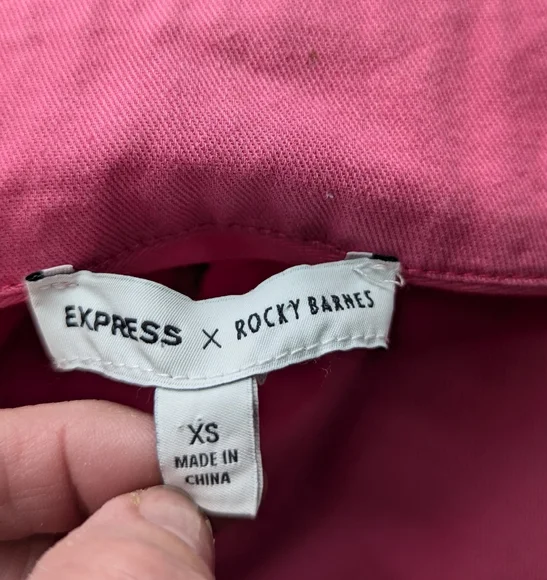 EXPRESS X ROCKY BARNES
XS
MADE IN
CHINA